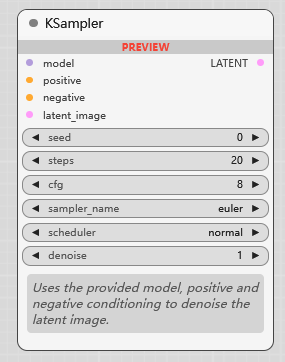 KSampler
PREVIEW
model LATENT
positive
negative
latent_image
seed 0
steps 20
cfg 8
sampler_name euler
scheduler normal
denoise 1
Uses the provided model, positive and
negative conditioning to denoise the
latent image.